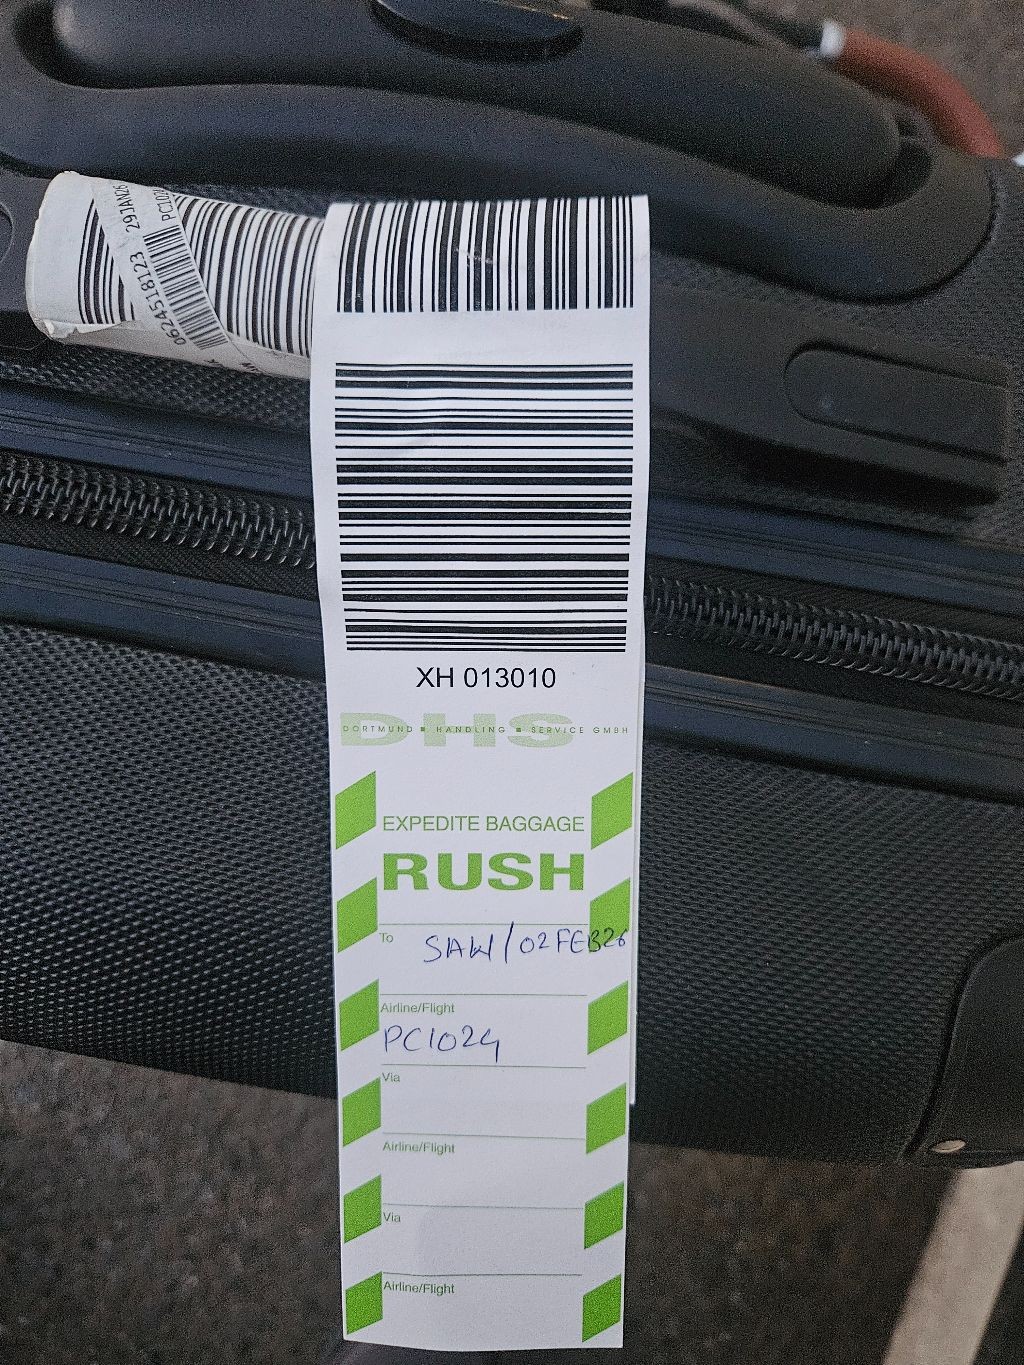 0624518123 29JAN26
PC1024
XH 013010
DHS
DORTMUND ■ HANDLING ■ SERVICE GMBH
EXPEDITE BAGGAGE
RUSH
To
SAW/02FEB26
Airline/Flight
PC1024
Via
Airline/Flight
Via
Airline/Flight